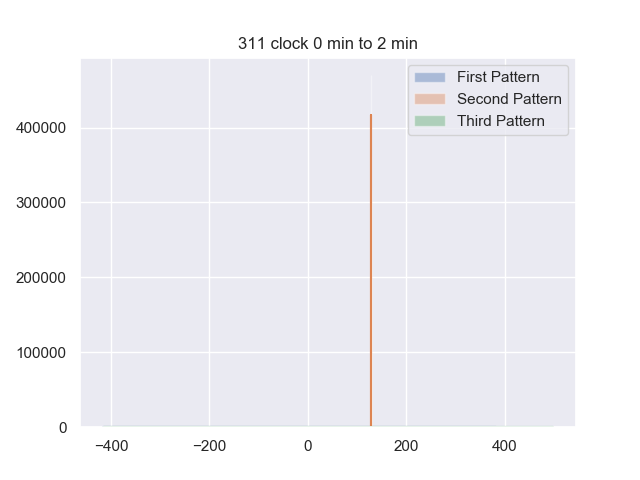 311 clock 0 min to 2 min
First Pattern
Second Pattern
Third Pattern
400000
300000
200000
100000
0
−400
−200
0
200
400